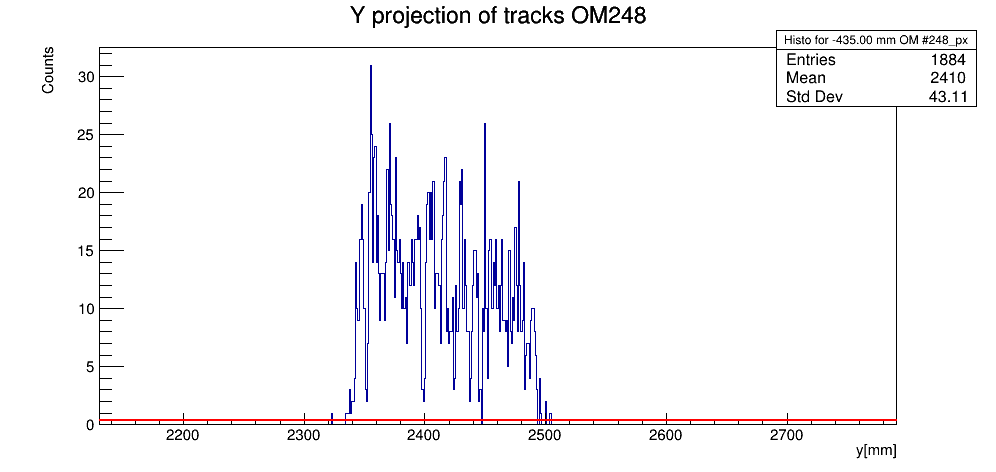 Y projection of tracks OM248
Histo for -435.00 mm OM #248_px
Entries 1884
Mean 2410
Std Dev 43.11
Counts
30
25
20
15
10
5
0
2200 2300 2400 2500 2600 2700
y[mm]